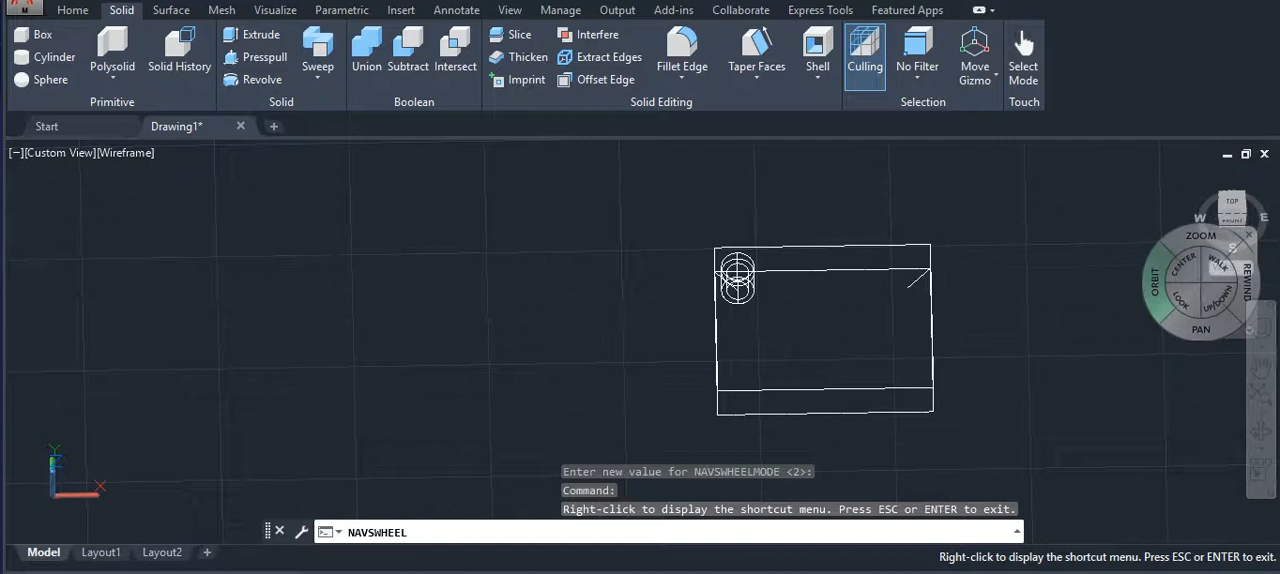 Home Solid Surface Mesh Visualize Parametric Insert Annotate View Manage Output Add-ins Collaborate Express Tools Featured Apps
M
Box
Cylinder
Sphere
Polysolid
Solid History
Primitive
Extrude
Presspull
Revolve
Sweep
Solid
Union
Subtract
Intersect
Boolean
Slice
Thicken
Imprint
Interfere
Extract Edges
Offset Edge
Fillet Edge
Taper Faces
Shell
Solid Editing
Culling
No Filter
Move
Gizmo
Selection
Select
Mode
Touch
Start
Drawing1*
[−][Custom View][Wireframe]
TOP
W
E
S
ZOOM
CENTER
WALK
ORBIT
REWIND
LOOK
UP/DOWN
PAN
Y
X
Enter new value for NAVSWHEELMODE <2>:
Command:
Right-click to display the shortcut menu. Press ESC or ENTER to exit.
NAVSWHEEL
Model Layout1 Layout2 +
Right-click to display the shortcut menu. Press ESC or ENTER to exit.